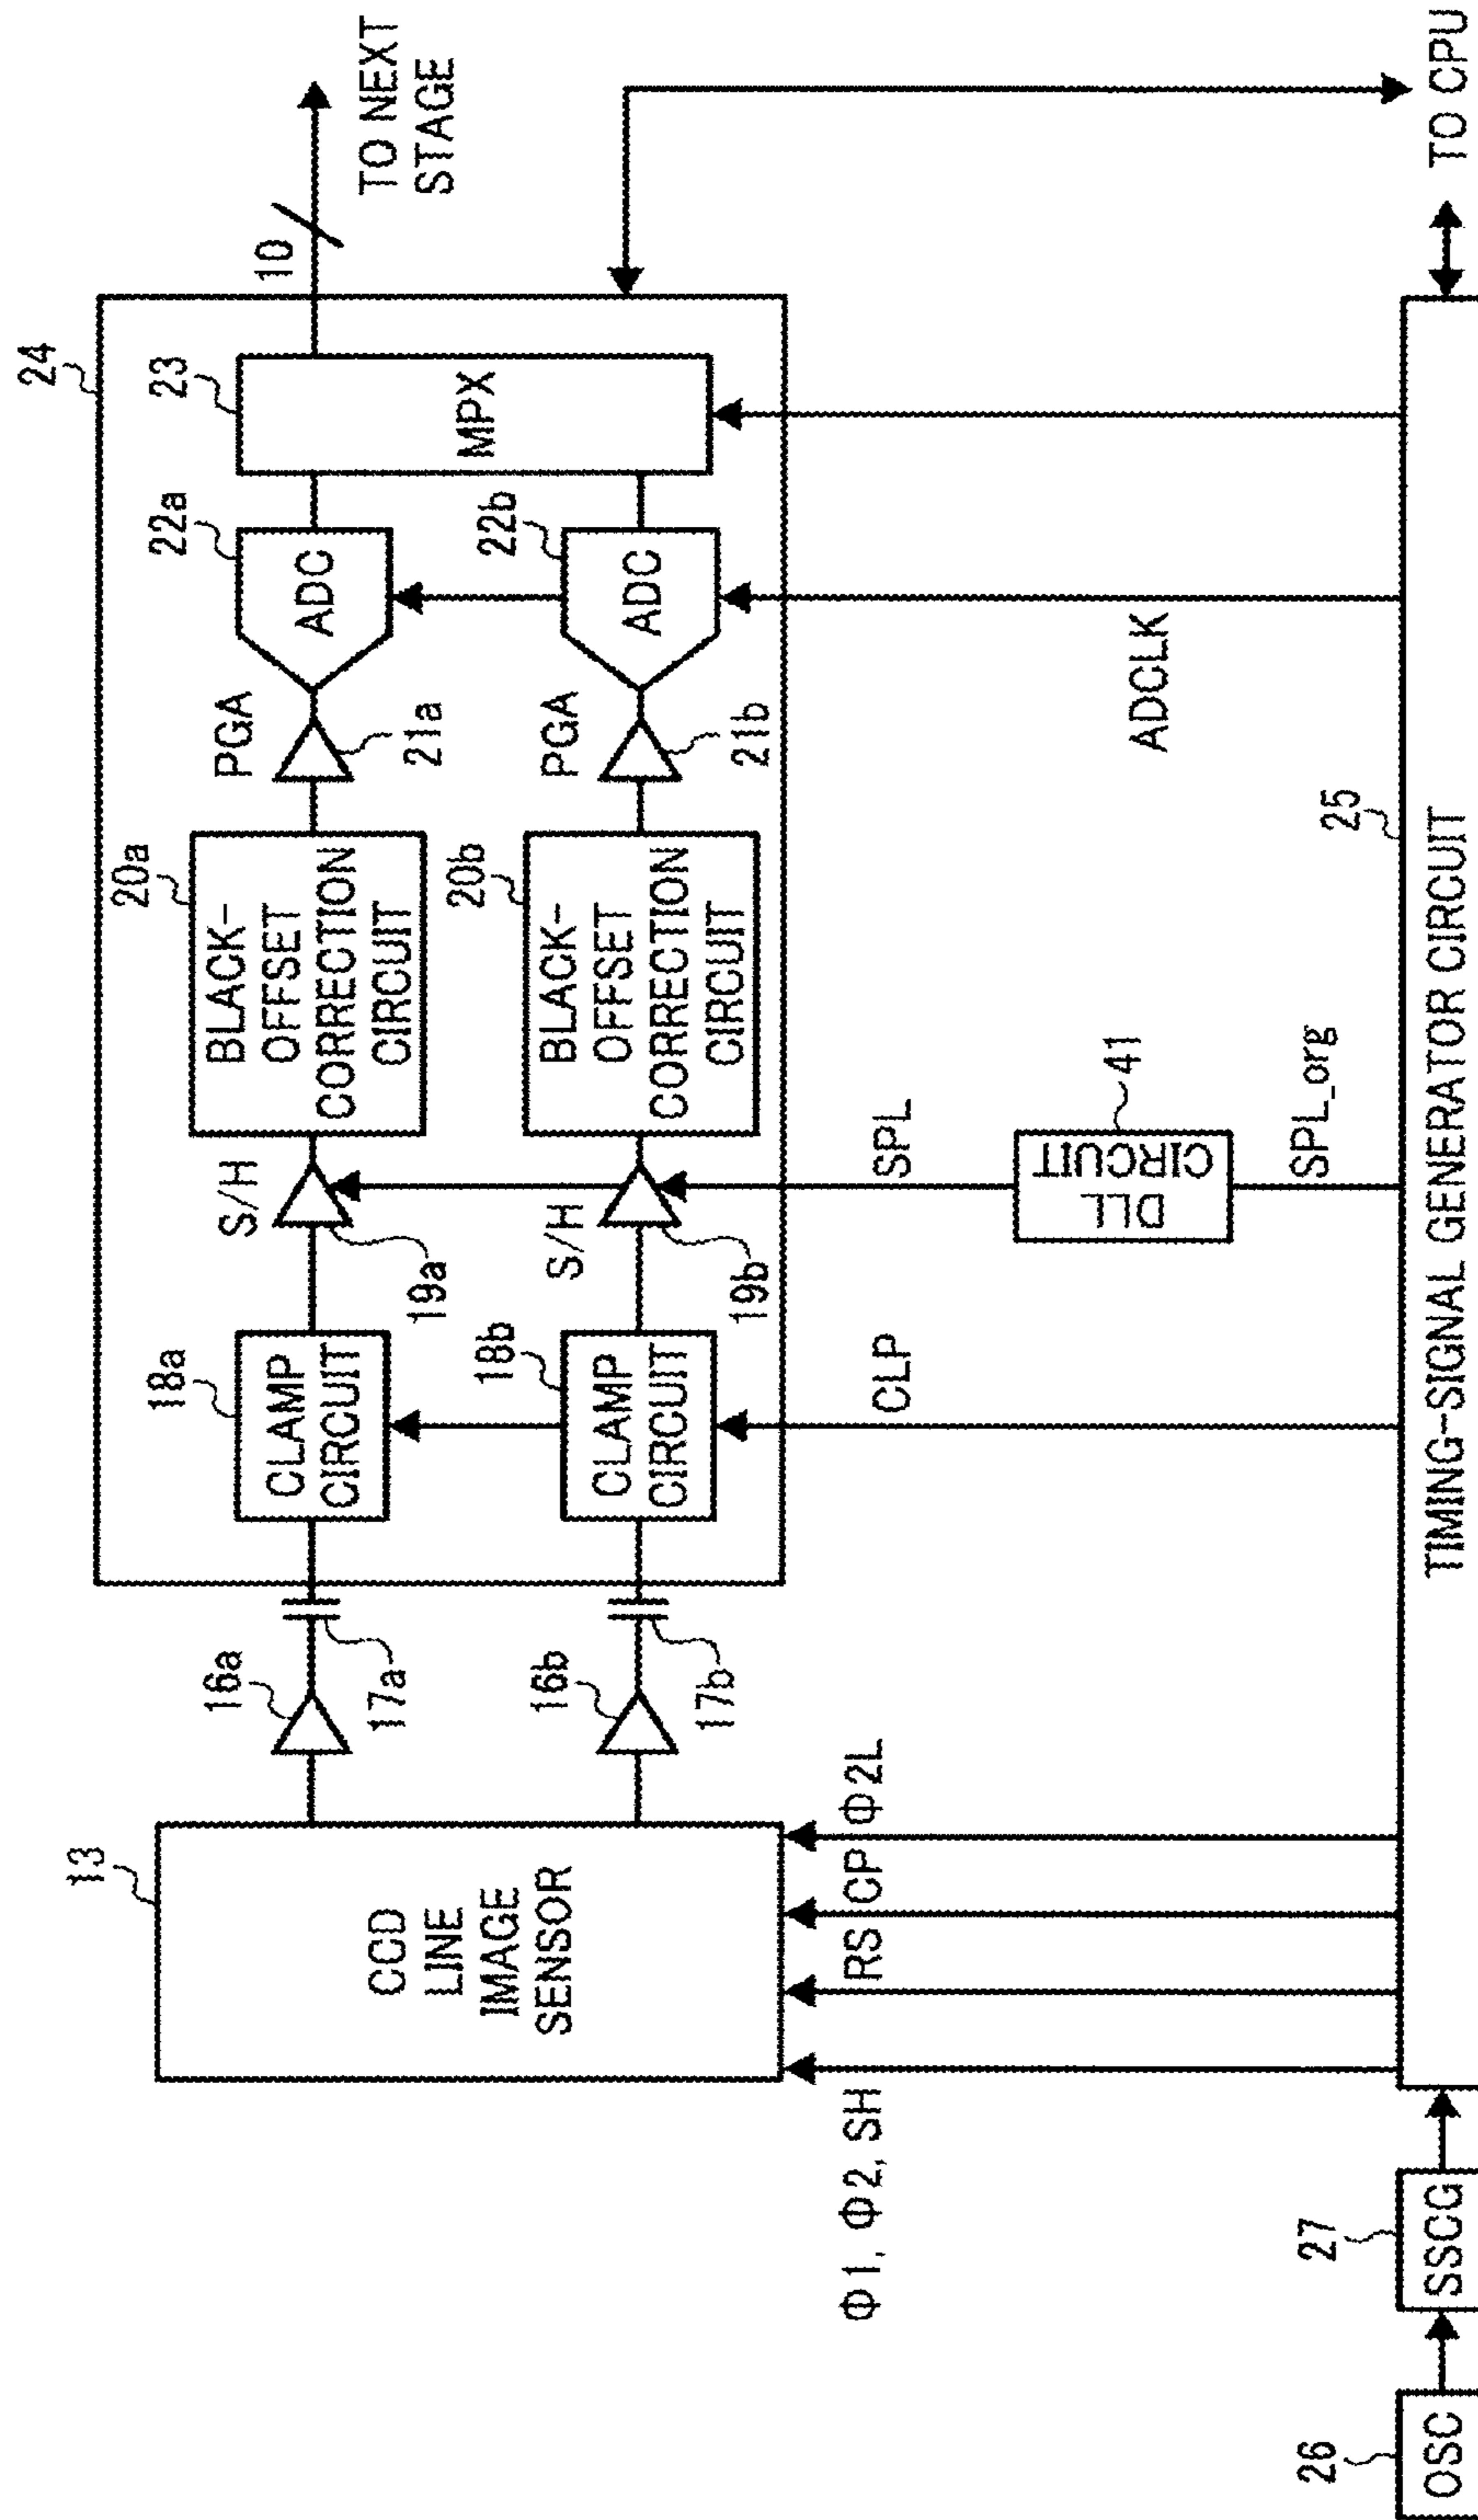 24
13
16a
17a
16b
17b
18a
18b
19a
19b
20a
20b
21a
21b
22a
22b
23
10
CCD
LINE
IMAGE
SENSOR
CLAMP
CIRCUIT
CLAMP
CIRCUIT
S/H
S/H
BLACK-
OFFSET
CORRECTION
CIRCUIT
BLACK-
OFFSET
CORRECTION
CIRCUIT
PGA
PGA
ADC
ADC
MPX
TO NEXT
STAGE
Φ1, Φ2, SH
RS
CP
Φ2L
CLP
SPL
DLL
CIRCUIT
41
SPL_org
ADCLK
26
OSC
27
SSCG
25
TIMING-SIGNAL GENERATOR CIRCUIT
TO CPU